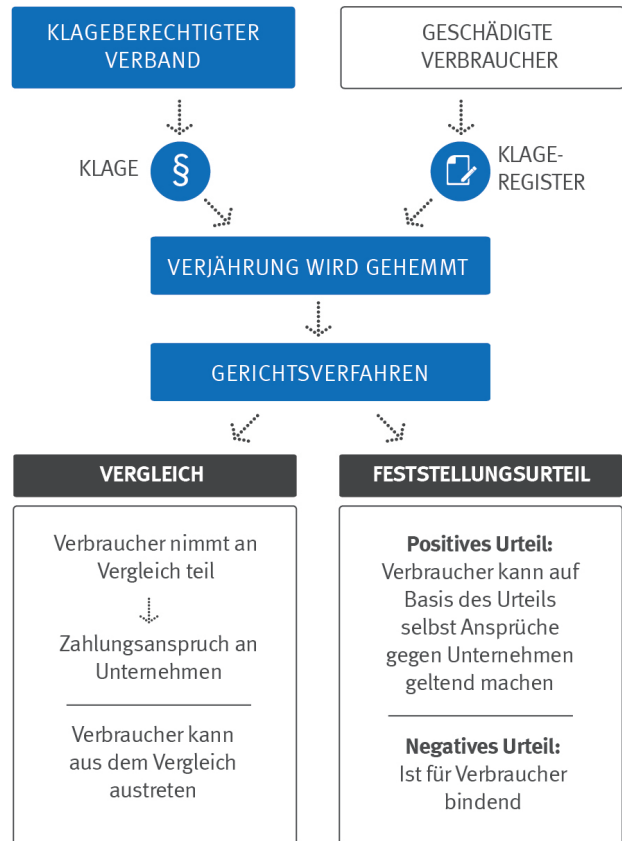 KLAGEBERECHTIGTER
VERBAND
GESCHÄDIGTE
VERBRAUCHER
KLAGE
§
KLAGE-
REGISTER
VERJÄHRUNG WIRD GEHEMMT
GERICHTSVERFAHREN
VERGLEICH
Verbraucher nimmt an
Vergleich teil
Zahlungsanspruch an
Unternehmen
Verbraucher kann
aus dem Vergleich
austreten
FESTSTELLUNGSURTEIL
Positives Urteil:
Verbraucher kann auf
Basis des Urteils
selbst Ansprüche
gegen Unternehmen
geltend machen
Negatives Urteil:
Ist für Verbraucher
bindend